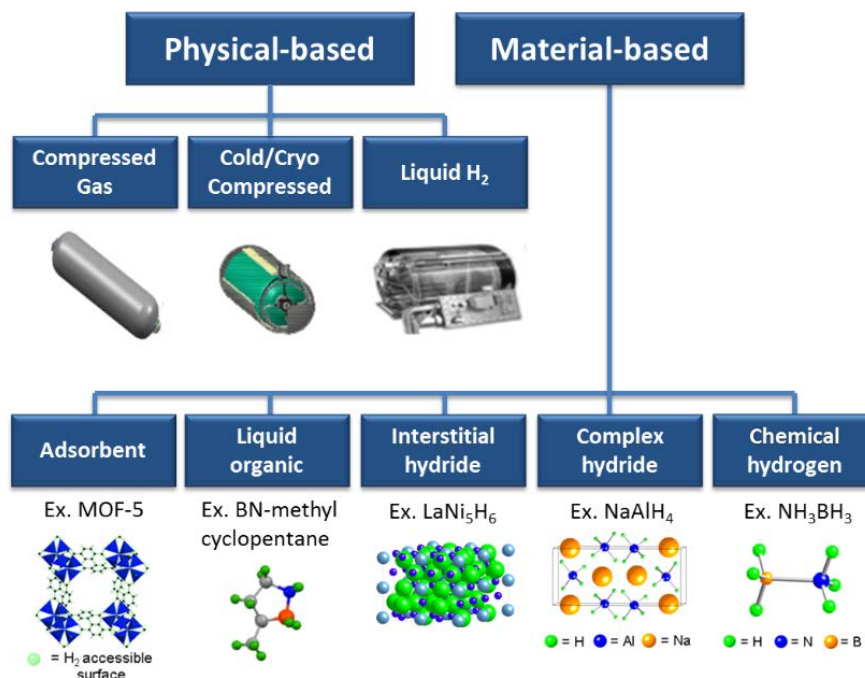 Physical-based
Material-based
Compressed
Gas
Cold/Cryo
Compressed
Liquid H₂
Adsorbent
Liquid
organic
Interstitial
hydride
Complex
hydride
Chemical
hydrogen
Ex. MOF-5
Ex. BN-methyl
cyclopentane
Ex. LaNi₅H₆
Ex. NaAlH₄
Ex. NH₃BH₃
= H₂ accessible
surface
= H = Al = Na
= H = N = B